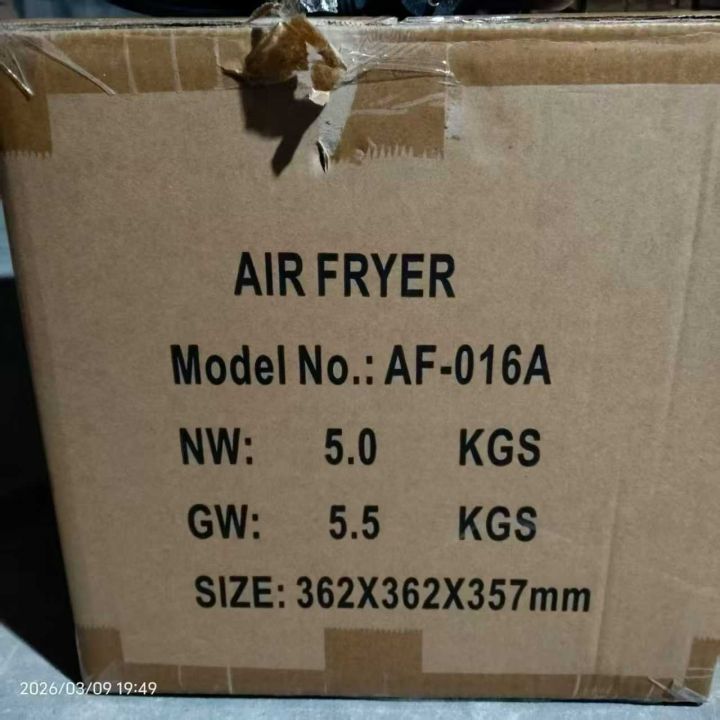 AIR FRYER
Model No.: AF-016A
NW: 5.0 KGS
GW: 5.5 KGS
SIZE: 362X362X357mm
2026/03/09 19:49